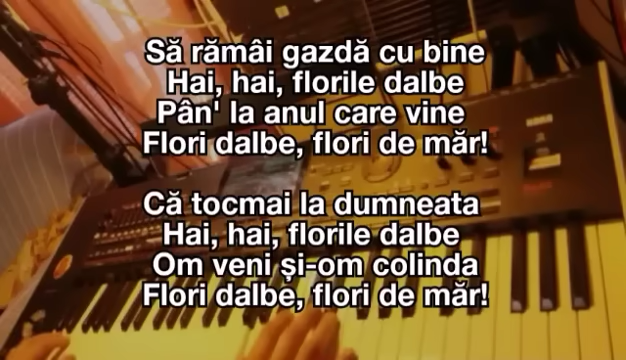 Să rămâi gazdă cu bine
Hai, hai, florile dalbe
Pân' la anul care vine
Flori dalbe, flori de măr!
Că tocmai la dumneata
Hai, hai, florile dalbe
Om veni și-om colinda
Flori dalbe, flori de măr!